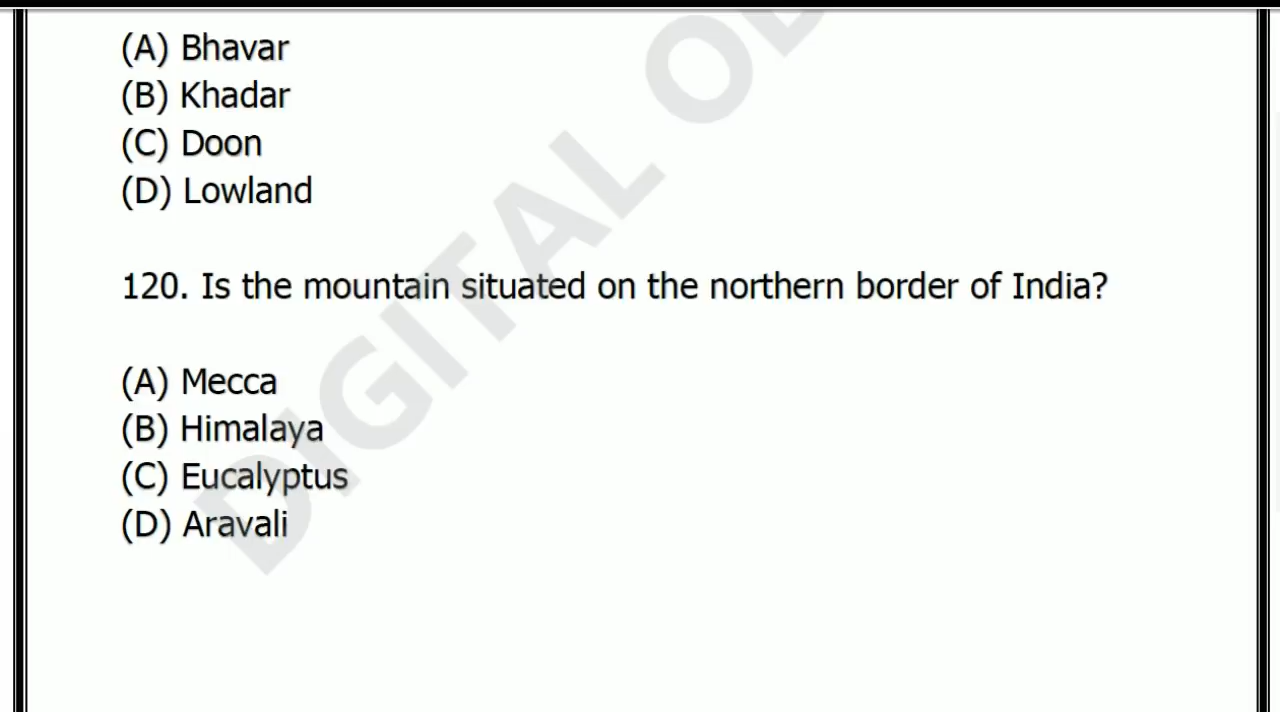 (A) Bhavar
(B) Khadar
(C) Doon
(D) Lowland
120. Is the mountain situated on the northern border of India?
(A) Mecca
(B) Himalaya
(C) Eucalyptus
(D) Aravali
DIGITAL